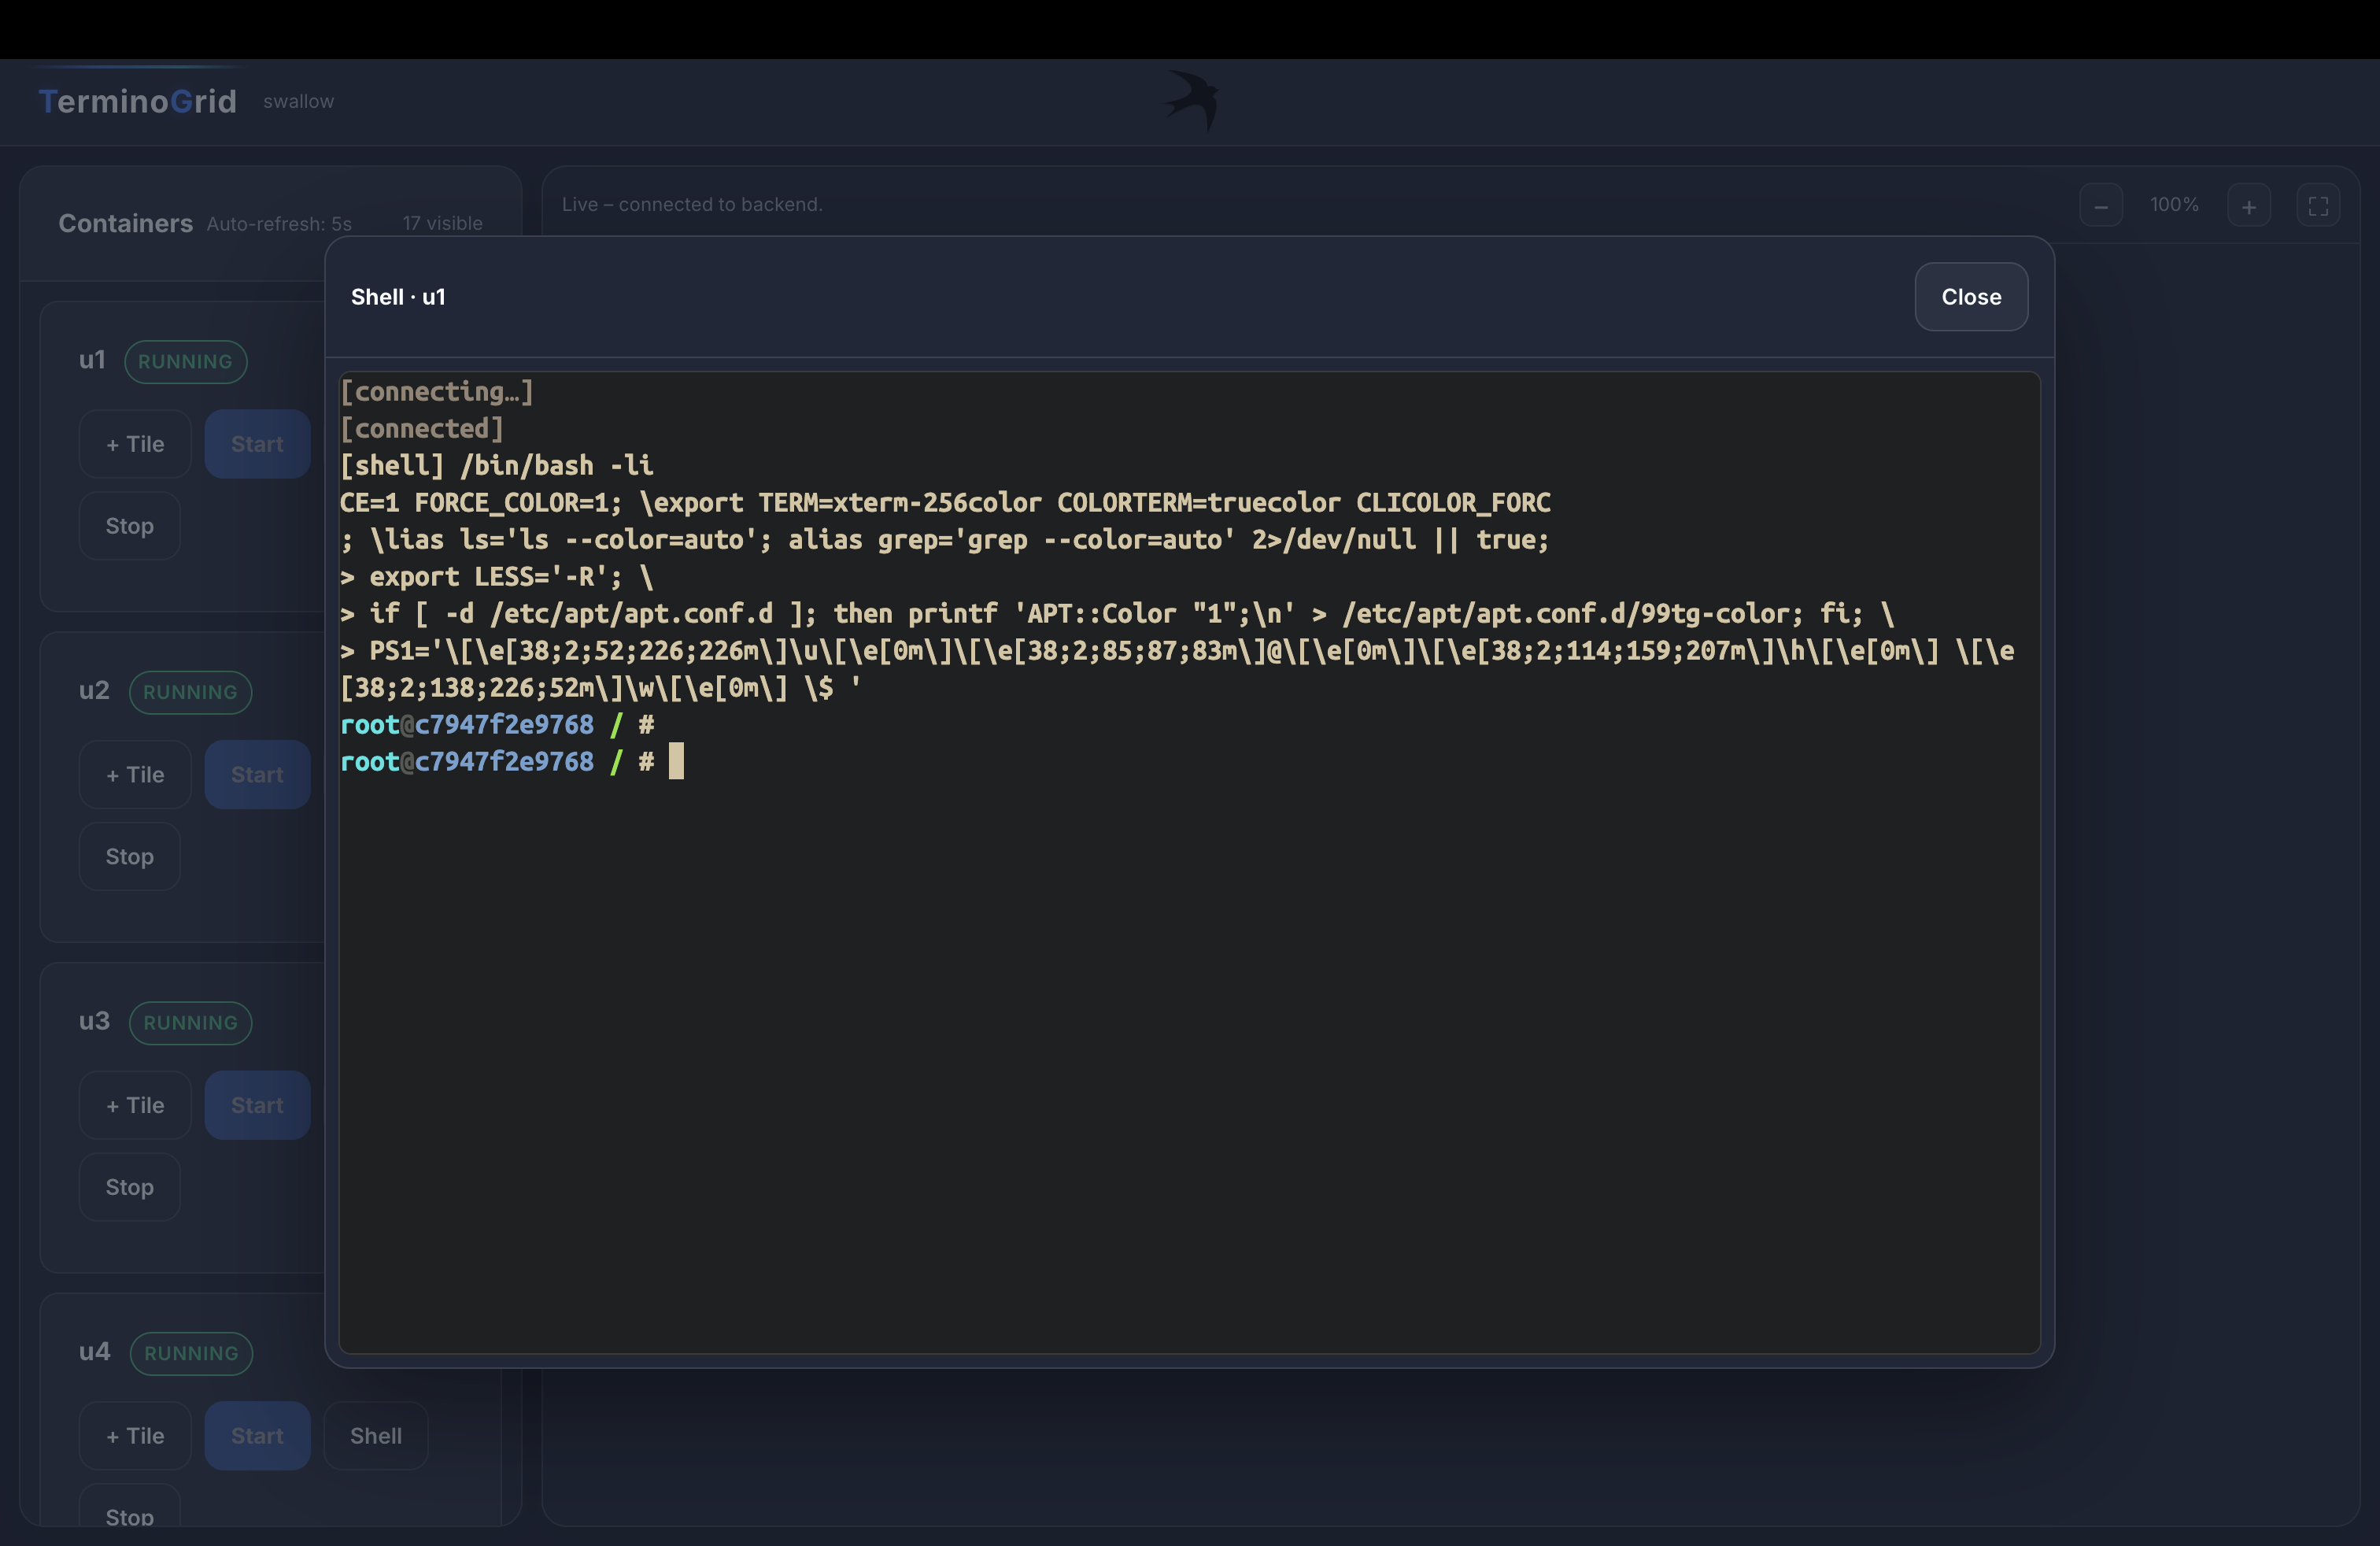 TerminoGrid swallow
Containers Auto-refresh: 5s 17 visible
Live – connected to backend.
− 100% +
Shell · u1
Close
u1 RUNNING
+ Tile Start
Stop
u2 RUNNING
+ Tile Start
Stop
u3 RUNNING
+ Tile Start
Stop
u4 RUNNING
+ Tile Start Shell
Stop
[connecting…]
[connected]
[shell] /bin/bash -li
CE=1 FORCE_COLOR=1; \export TERM=xterm-256color COLORTERM=truecolor CLICOLOR_FORC
; \lias ls='ls --color=auto'; alias grep='grep --color=auto' 2>/dev/null || true;
> export LESS='-R'; \
> if [ -d /etc/apt/apt.conf.d ]; then printf 'APT::Color "1";\n' > /etc/apt/apt.conf.d/99tg-color; fi; \
> PS1='\[\e[38;2;52;226;226m\]\u\[\e[0m\]\[\e[38;2;85;87;83m\]@\[\e[0m\]\[\e[38;2;114;159;207m\]\h\[\e[0m\] \[\e
[38;2;138;226;52m\]\w\[\e[0m\] \$ '
root@c7947f2e9768 / #
root@c7947f2e9768 / #